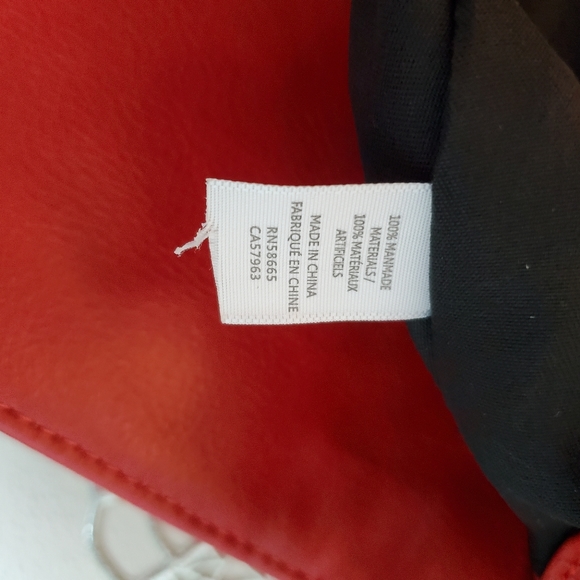 100% MANMADE
MATERIALS /
100% MATÉRIAUX
ARTIFICIELS
MADE IN CHINA
FABRIQUÉ EN CHINE
RN58665
CA57963